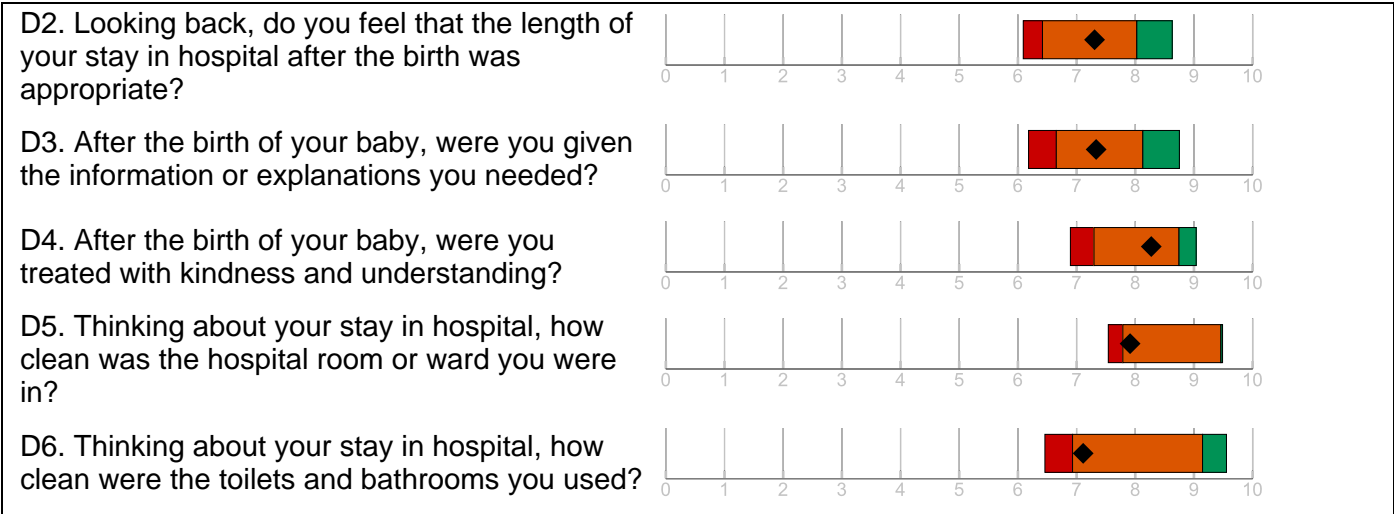 D2. Looking back, do you feel that the length of
your stay in hospital after the birth was
appropriate?
0 1 2 3 4 5 6 7 8 9 10
D3. After the birth of your baby, were you given
the information or explanations you needed?
0 1 2 3 4 5 6 7 8 9 10
D4. After the birth of your baby, were you
treated with kindness and understanding?
0 1 2 3 4 5 6 7 8 9 10
D5. Thinking about your stay in hospital, how
clean was the hospital room or ward you were
in?
0 1 2 3 4 5 6 7 8 9 10
D6. Thinking about your stay in hospital, how
clean were the toilets and bathrooms you used?
0 1 2 3 4 5 6 7 8 9 10